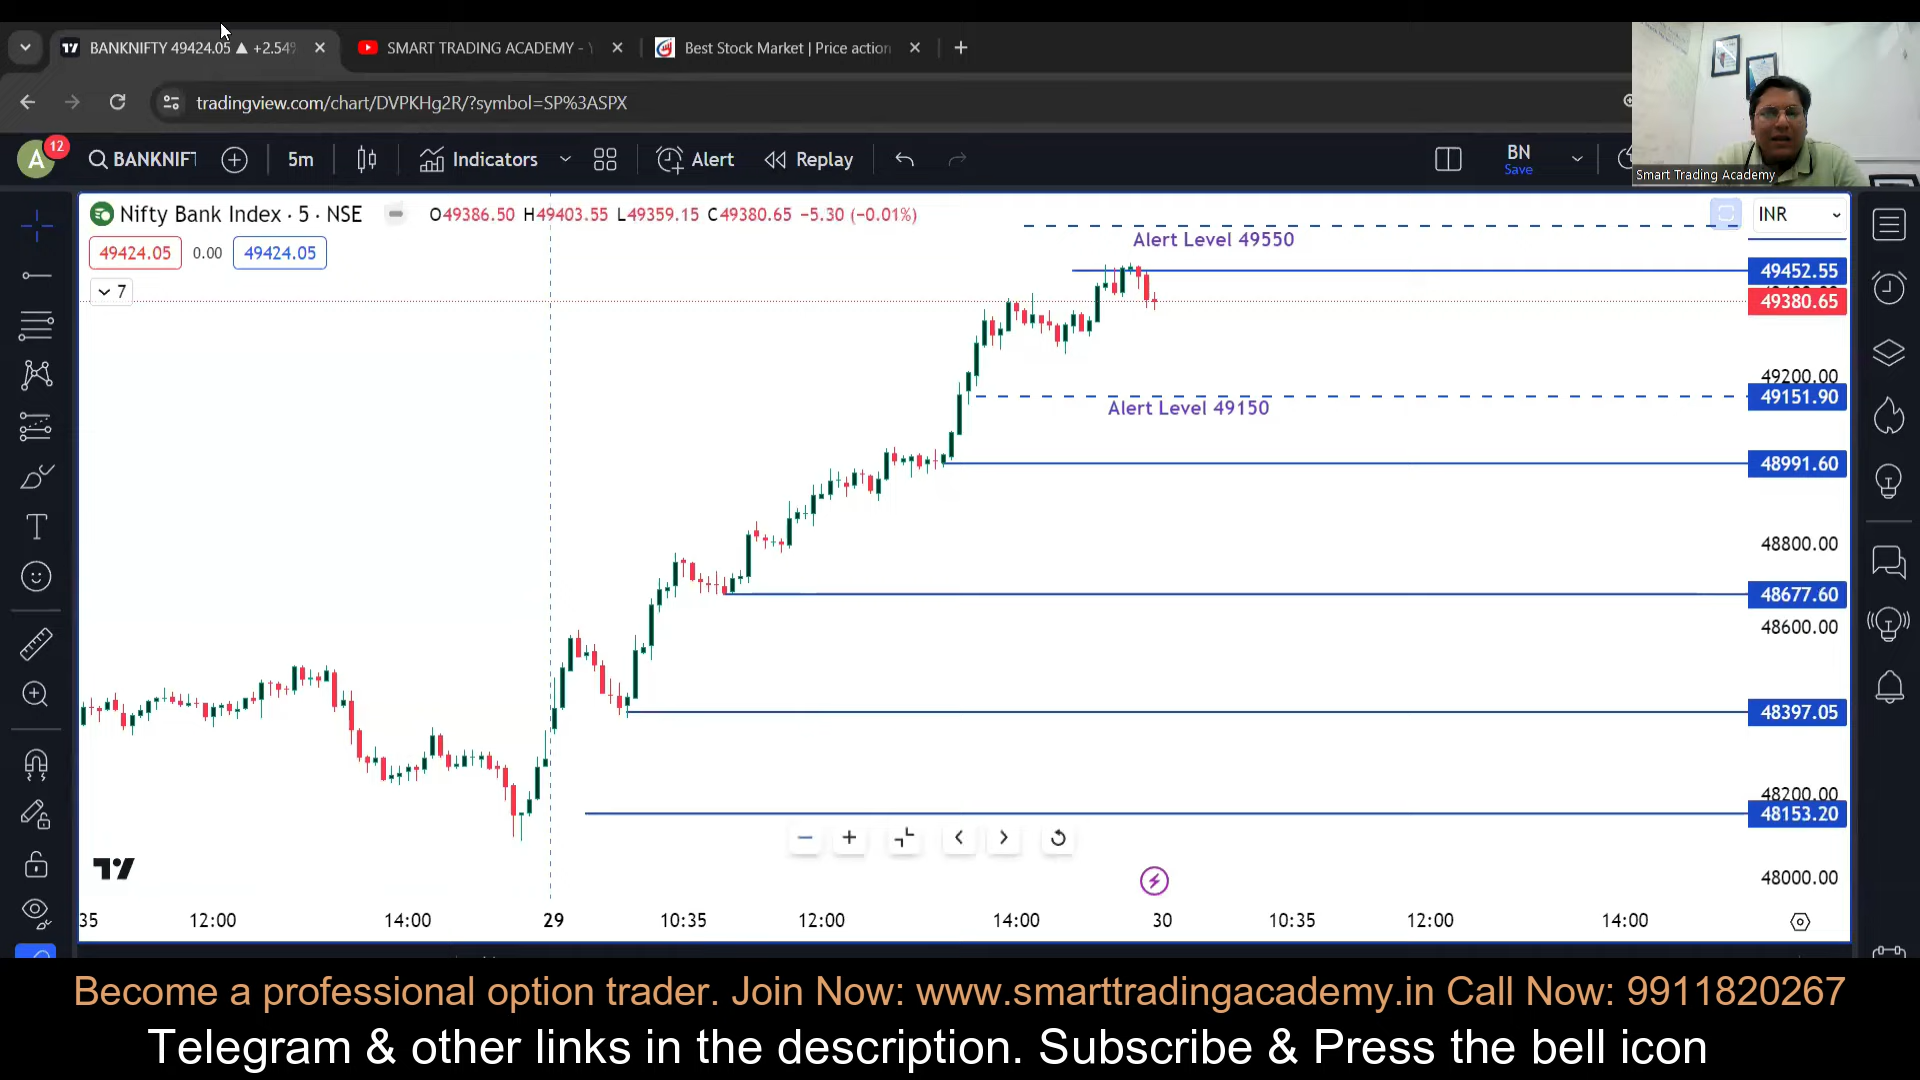 BANKNIFTY 49424.05 ▲ +2.54%
SMART TRADING ACADEMY -
Best Stock Market | Price action
tradingview.com/chart/DVPKHg2R/?symbol=SP%3ASPX
A 12
BANKNIFT
5m
Indicators
Alert
Replay
BN
Save
Smart Trading Academy
Nifty Bank Index · 5 · NSE
O49386.50 H49403.55 L49359.15 C49380.65 −5.30 (−0.01%)
INR
49424.05 0.00 49424.05
7
Alert Level 49550
49452.55
49380.65
49200.00
49151.90
Alert Level 49150
48991.60
48800.00
48677.60
48600.00
48397.05
48200.00
48153.20
48000.00
35 12:00 14:00 29 10:35 12:00 14:00 30 10:35 12:00 14:00
Become a professional option trader. Join Now: www.smarttradingacademy.in Call Now: 9911820267
Telegram & other links in the description. Subscribe & Press the bell icon